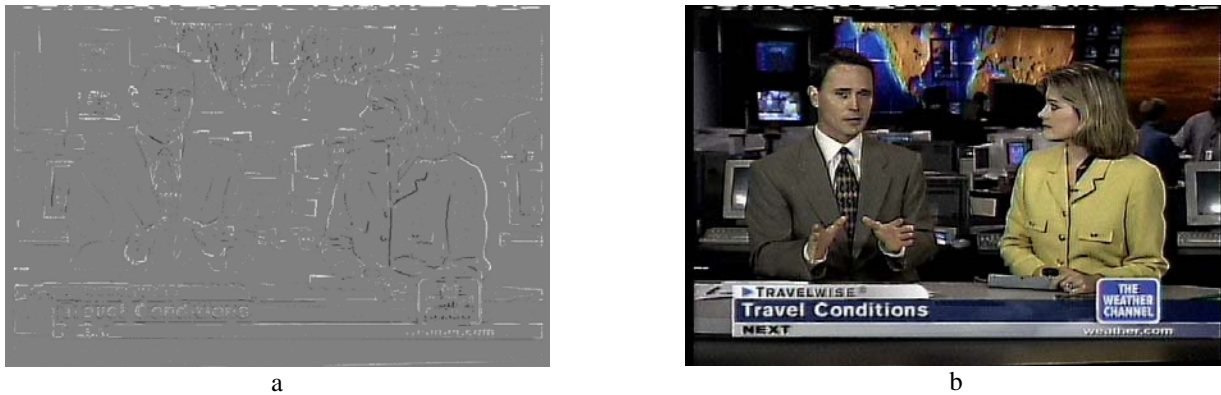 Travel Conditions
TRAVELWISE®
Travel Conditions
NEXT
THE
WEATHER
CHANNEL
weather.com
a
b